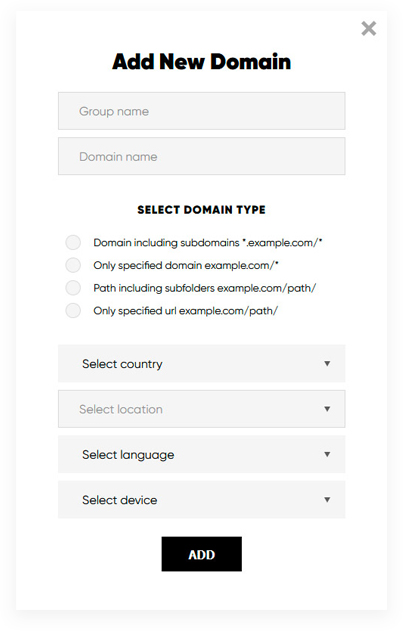 Add New Domain
Group name
Domain name
SELECT DOMAIN TYPE
Domain including subdomains *.example.com/*
Only specified domain example.com/*
Path including subfolders example.com/path/
Only specified url example.com/path/
Select country
Select location
Select language
Select device
ADD